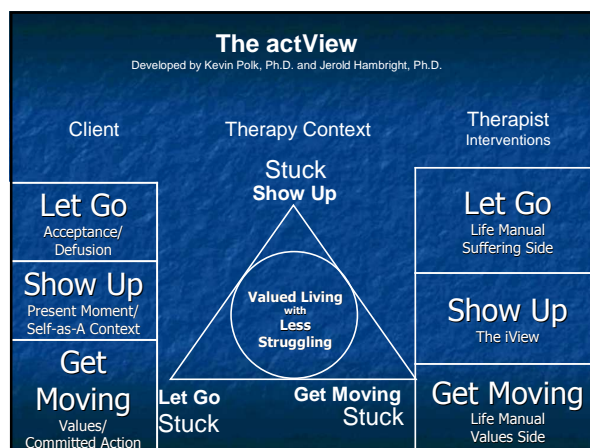 The actView
Developed by Kevin Polk, Ph.D. and Jerold Hambright, Ph.D.
Client
Let Go
Acceptance/
Defusion
Show Up
Present Moment/
Self-as-A Context
Get
Moving
Values/
Committed Action
Therapy Context
Stuck
Show Up
Valued Living
with
Less
Struggling
Let Go
Stuck
Get Moving
Stuck
Therapist
Interventions
Let Go
Life Manual
Suffering Side
Show Up
The iView
Get Moving
Life Manual
Values Side